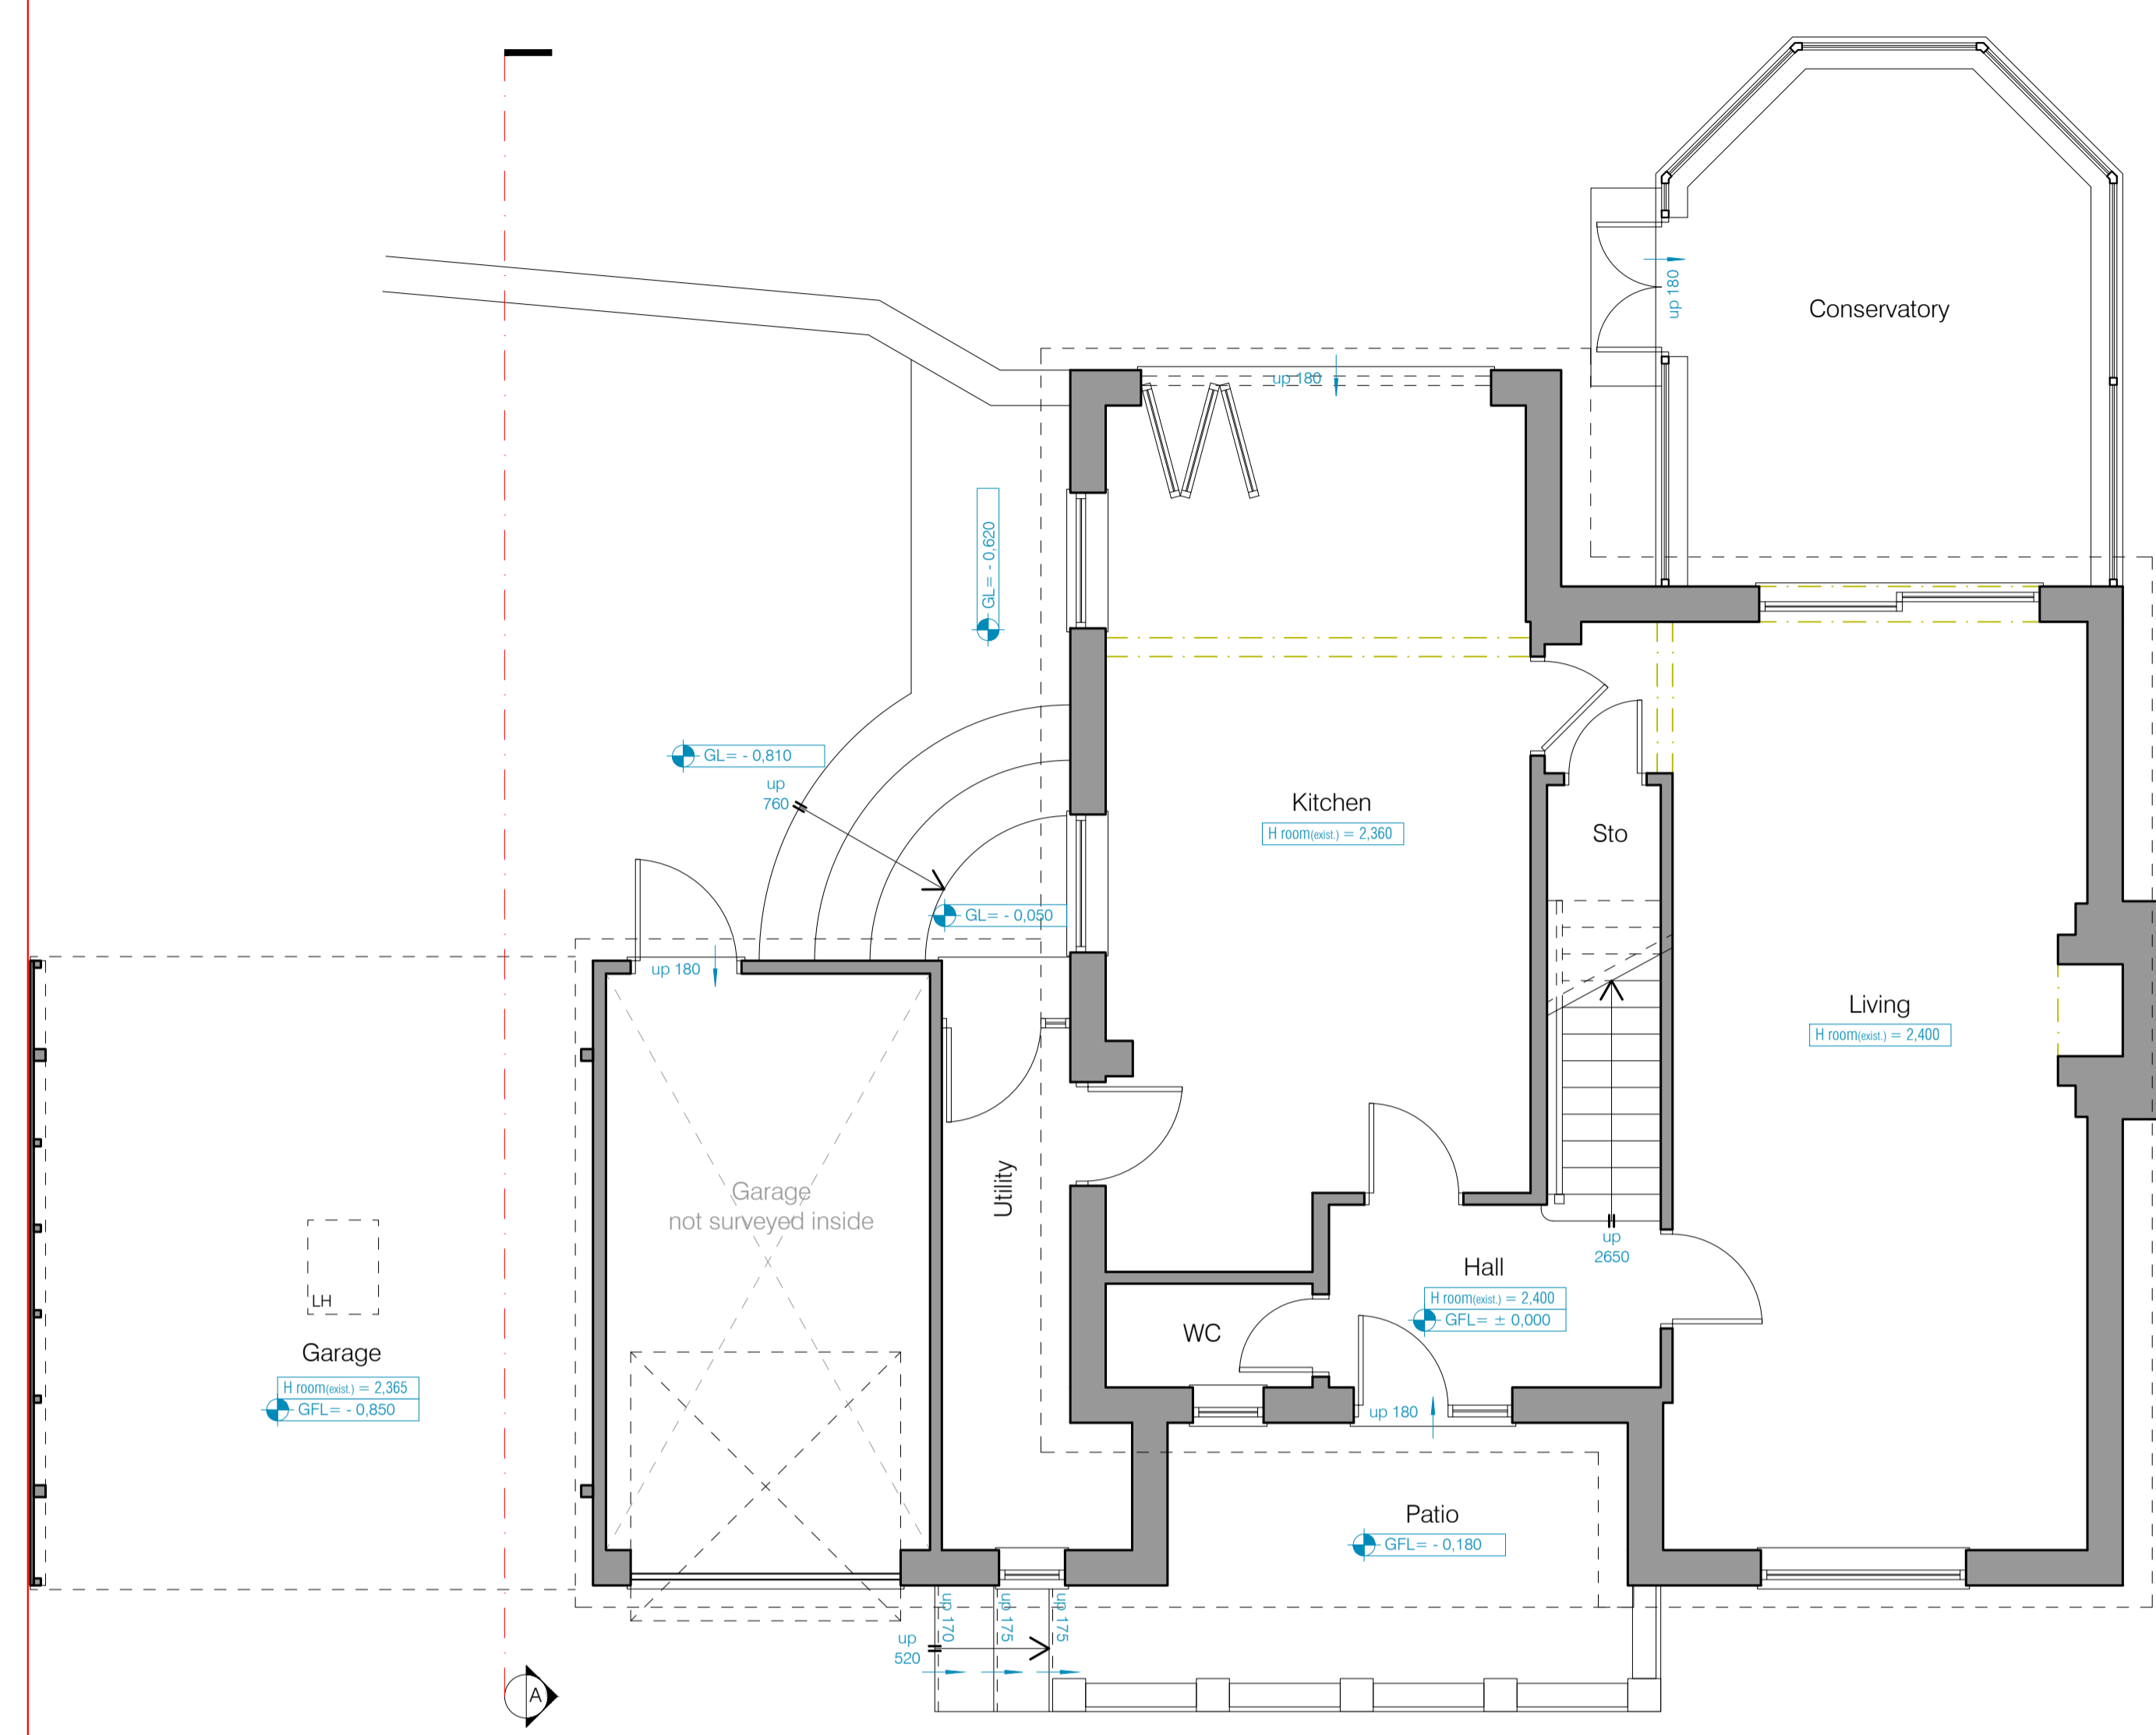 Conservatory
up 180
up 180
GL= - 0,620
GL= - 0,810
up
760
Kitchen
H room(exist.) = 2,360
Sto
GL= - 0,050
up 180
Living
H room(exist.) = 2,400
Garage
not surveyed inside
Utility
up
2650
Hall
H room(exist.) = 2,400
GFL= ± 0,000
LH
WC
Garage
H room(exist.) = 2,365
GFL= - 0,850
up 180
Patio
GFL= - 0,180
up 170
up 175
up 175
up
520
A